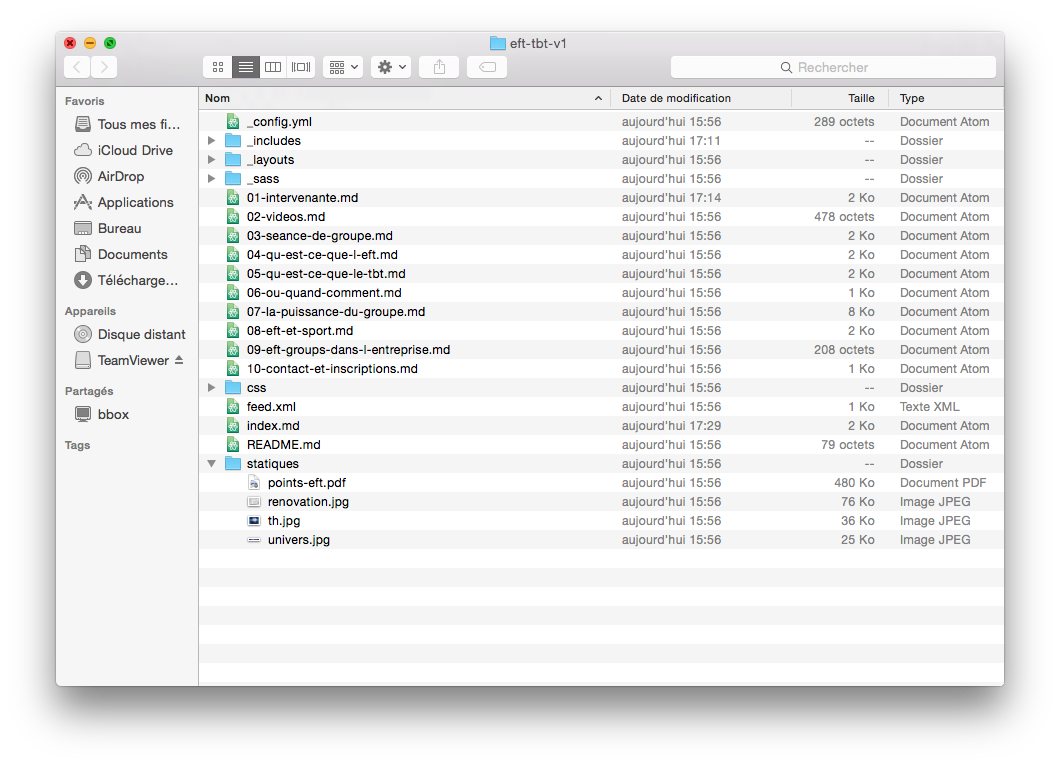 eft-tbt-v1
Rechercher
Favoris
Tous mes fi...
iCloud Drive
AirDrop
Applications
Bureau
Documents
Télécharge...
Appareils
Disque distant
TeamViewer
Partagés
bbox
Tags
Nom Date de modification Taille Type
_config.yml aujourd'hui 15:56 289 octets Document Atom
_includes aujourd'hui 17:11 -- Dossier
_layouts aujourd'hui 15:56 -- Dossier
_sass aujourd'hui 15:56 -- Dossier
01-intervenante.md aujourd'hui 17:14 2 Ko Document Atom
02-videos.md aujourd'hui 15:56 478 octets Document Atom
03-seance-de-groupe.md aujourd'hui 15:56 2 Ko Document Atom
04-qu-est-ce-que-l-eft.md aujourd'hui 15:56 2 Ko Document Atom
05-qu-est-ce-que-le-tbt.md aujourd'hui 15:56 2 Ko Document Atom
06-ou-quand-comment.md aujourd'hui 15:56 1 Ko Document Atom
07-la-puissance-du-groupe.md aujourd'hui 15:56 8 Ko Document Atom
08-eft-et-sport.md aujourd'hui 15:56 2 Ko Document Atom
09-eft-groups-dans-l-entreprise.md aujourd'hui 15:56 208 octets Document Atom
10-contact-et-inscriptions.md aujourd'hui 15:56 1 Ko Document Atom
css aujourd'hui 15:56 -- Dossier
feed.xml aujourd'hui 15:56 1 Ko Texte XML
index.md aujourd'hui 17:29 2 Ko Document Atom
README.md aujourd'hui 15:56 79 octets Document Atom
statiques aujourd'hui 15:56 -- Dossier
points-eft.pdf aujourd'hui 15:56 480 Ko Document PDF
renovation.jpg aujourd'hui 15:56 76 Ko Image JPEG
th.jpg aujourd'hui 15:56 36 Ko Image JPEG
univers.jpg aujourd'hui 15:56 25 Ko Image JPEG